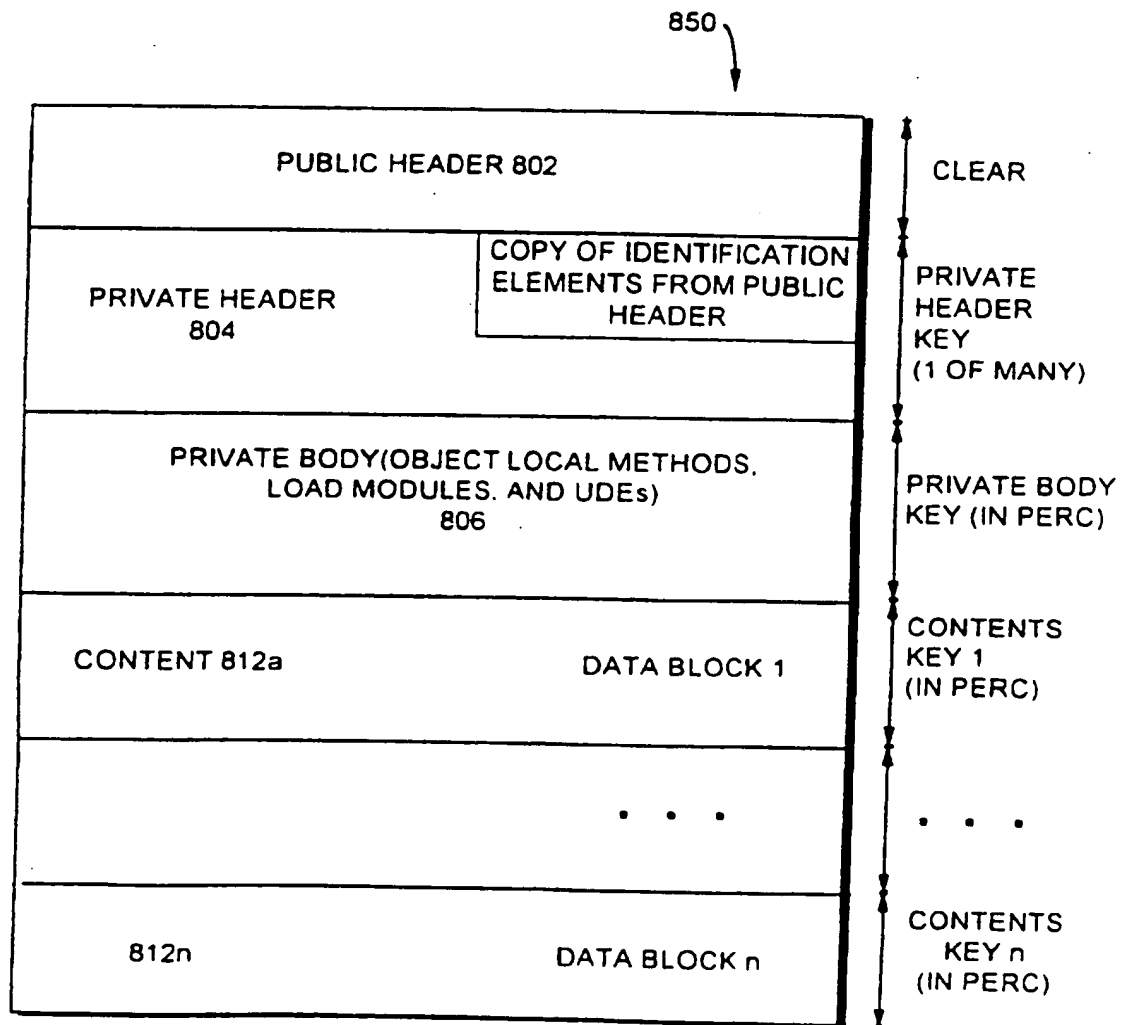 850
PUBLIC HEADER 802
CLEAR
PRIVATE HEADER
804
COPY OF IDENTIFICATION
ELEMENTS FROM PUBLIC
HEADER
PRIVATE
HEADER
KEY
(1 OF MANY)
PRIVATE BODY(OBJECT LOCAL METHODS,
LOAD MODULES. AND UDEs)
806
PRIVATE BODY
KEY (IN PERC)
CONTENT 812a
DATA BLOCK 1
CONTENTS
KEY 1
(IN PERC)
. . .
. . .
812n
DATA BLOCK n
CONTENTS
KEY n
(IN PERC)